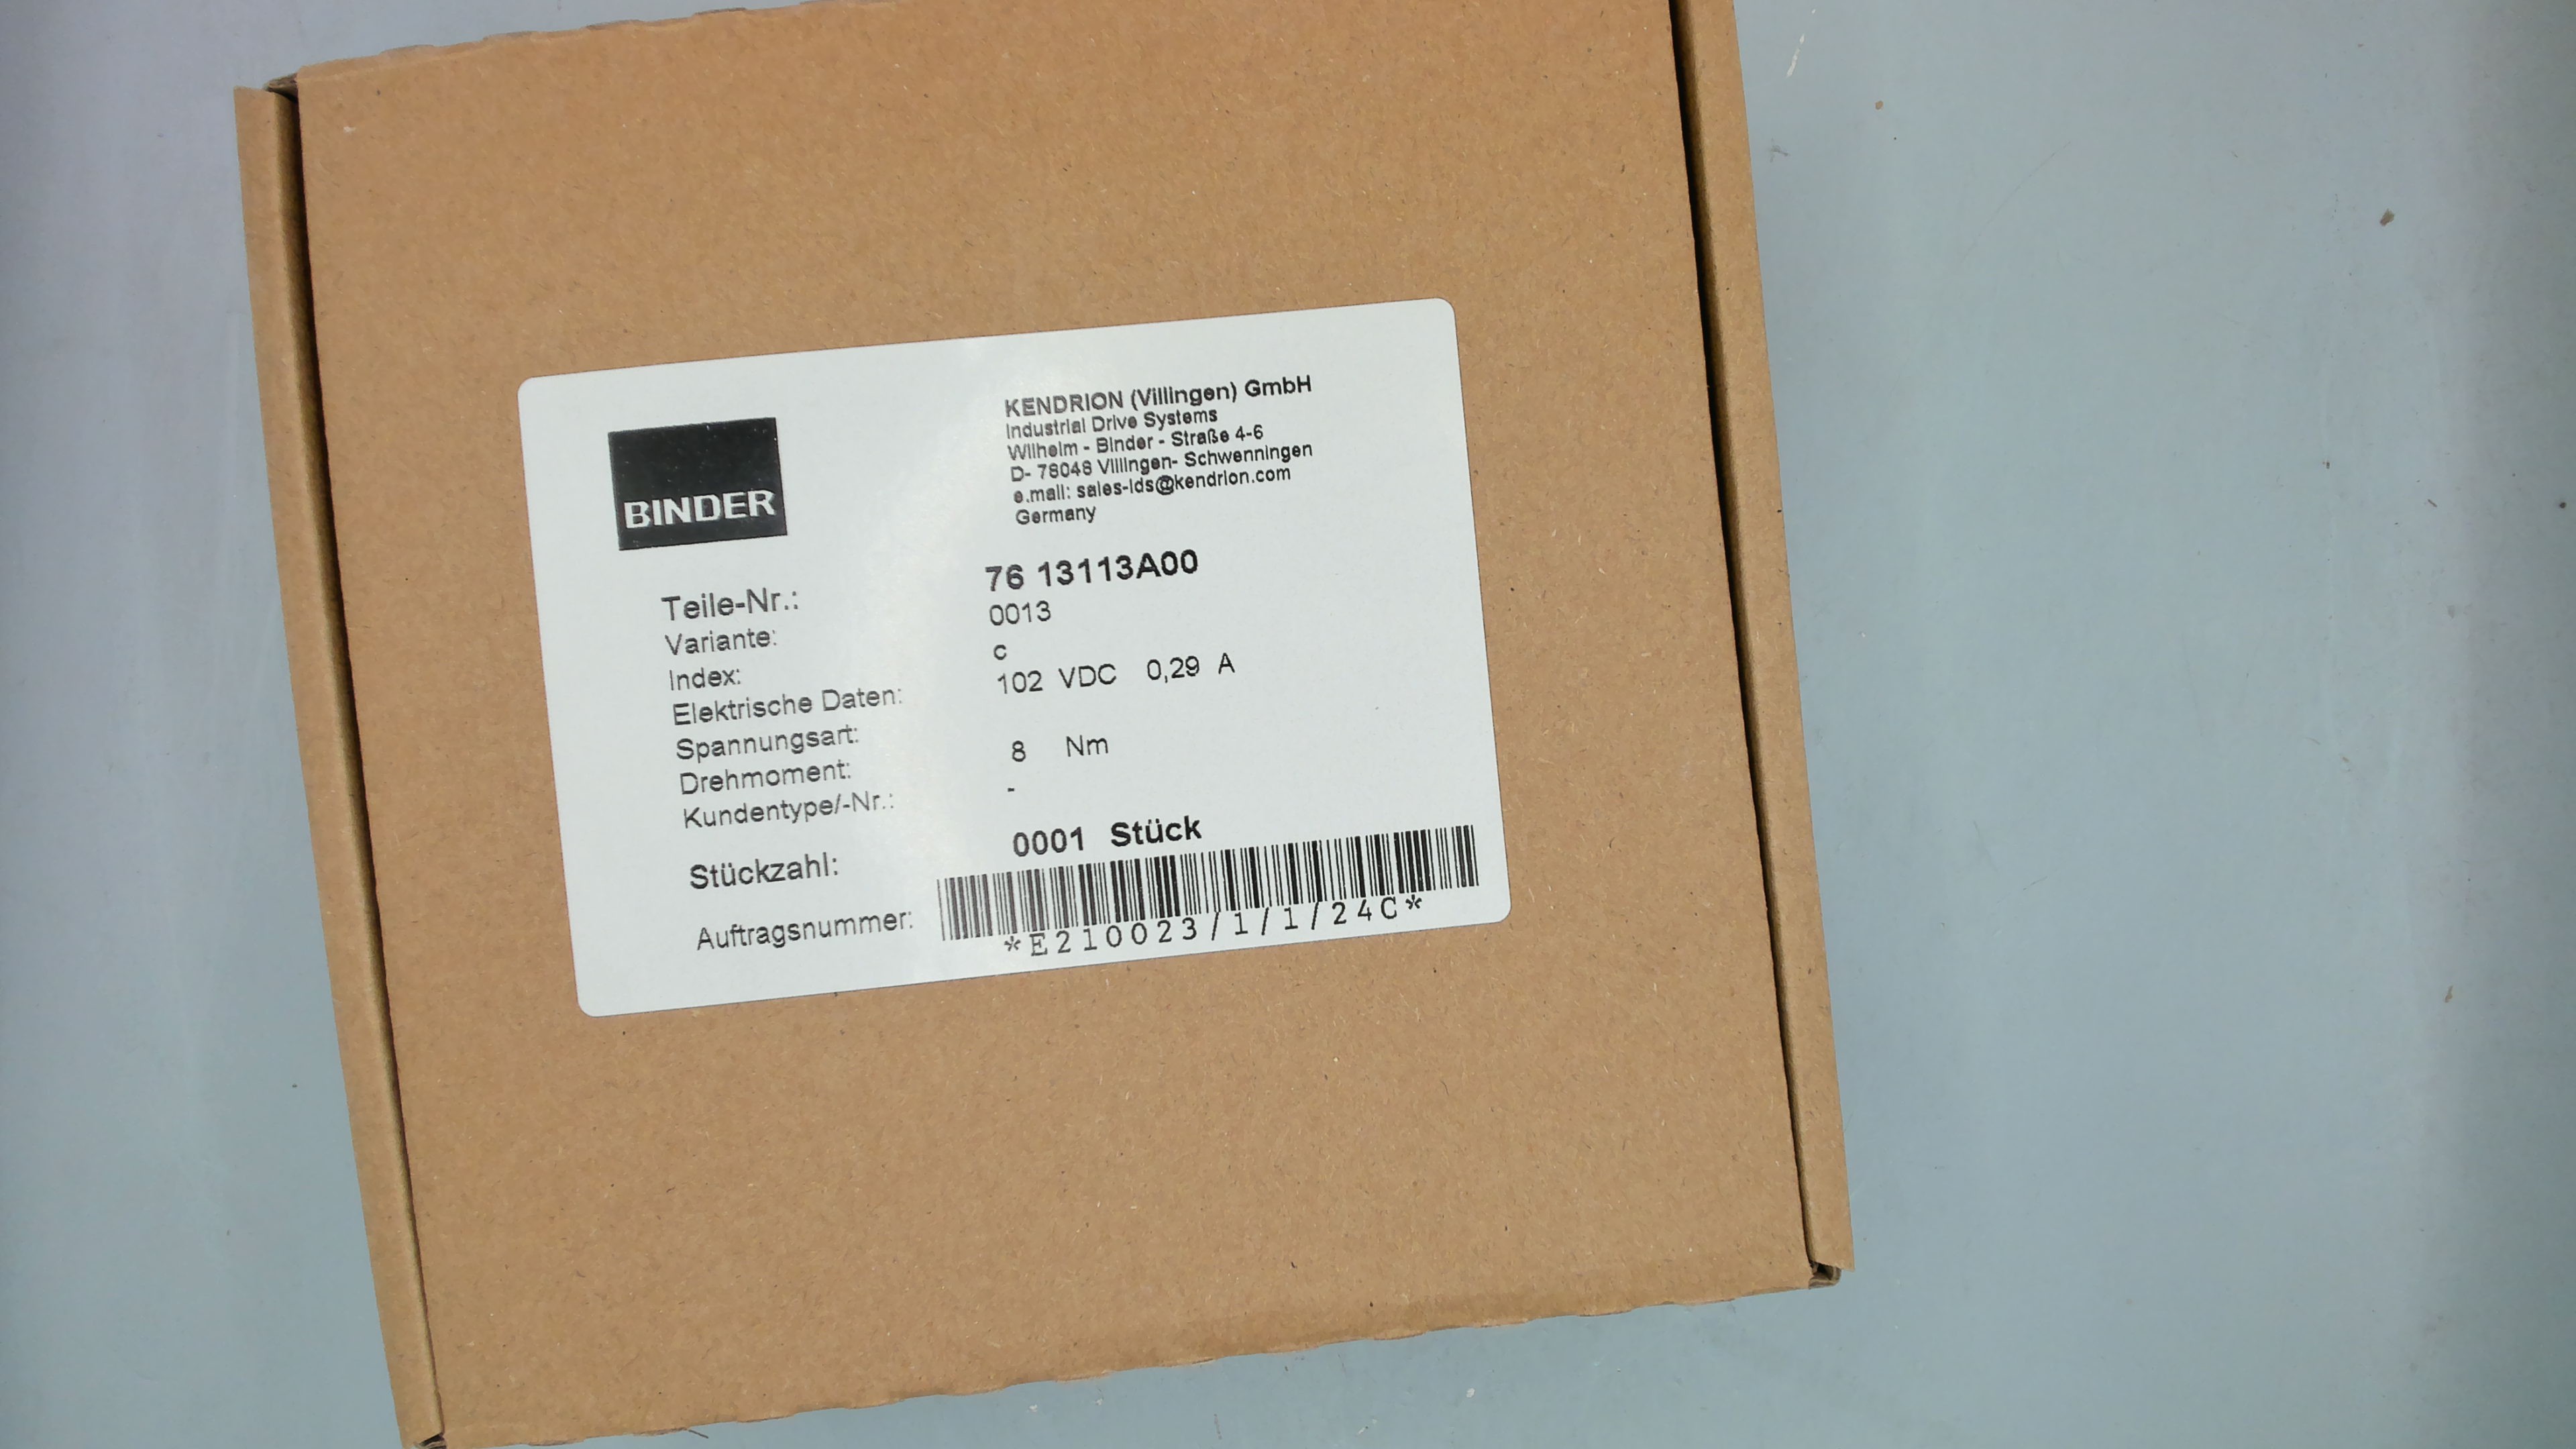 BINDER
KENDRION (Villingen) GmbH
Industrial Drive Systems
Wilhelm - Binder - Straße 4-6
D- 78048 Villingen- Schwenningen
e.mail: sales-ids@kendrion.com
Germany
Teile-Nr.: 76 13113A00
Variante: 0013
Index: c
Elektrische Daten: 102 VDC 0,29 A
Spannungsart:
Drehmoment: 8 Nm
Kundentype/-Nr.: -
Stückzahl: 0001 Stück
Auftragsnummer: *E210023/1/1/24C*